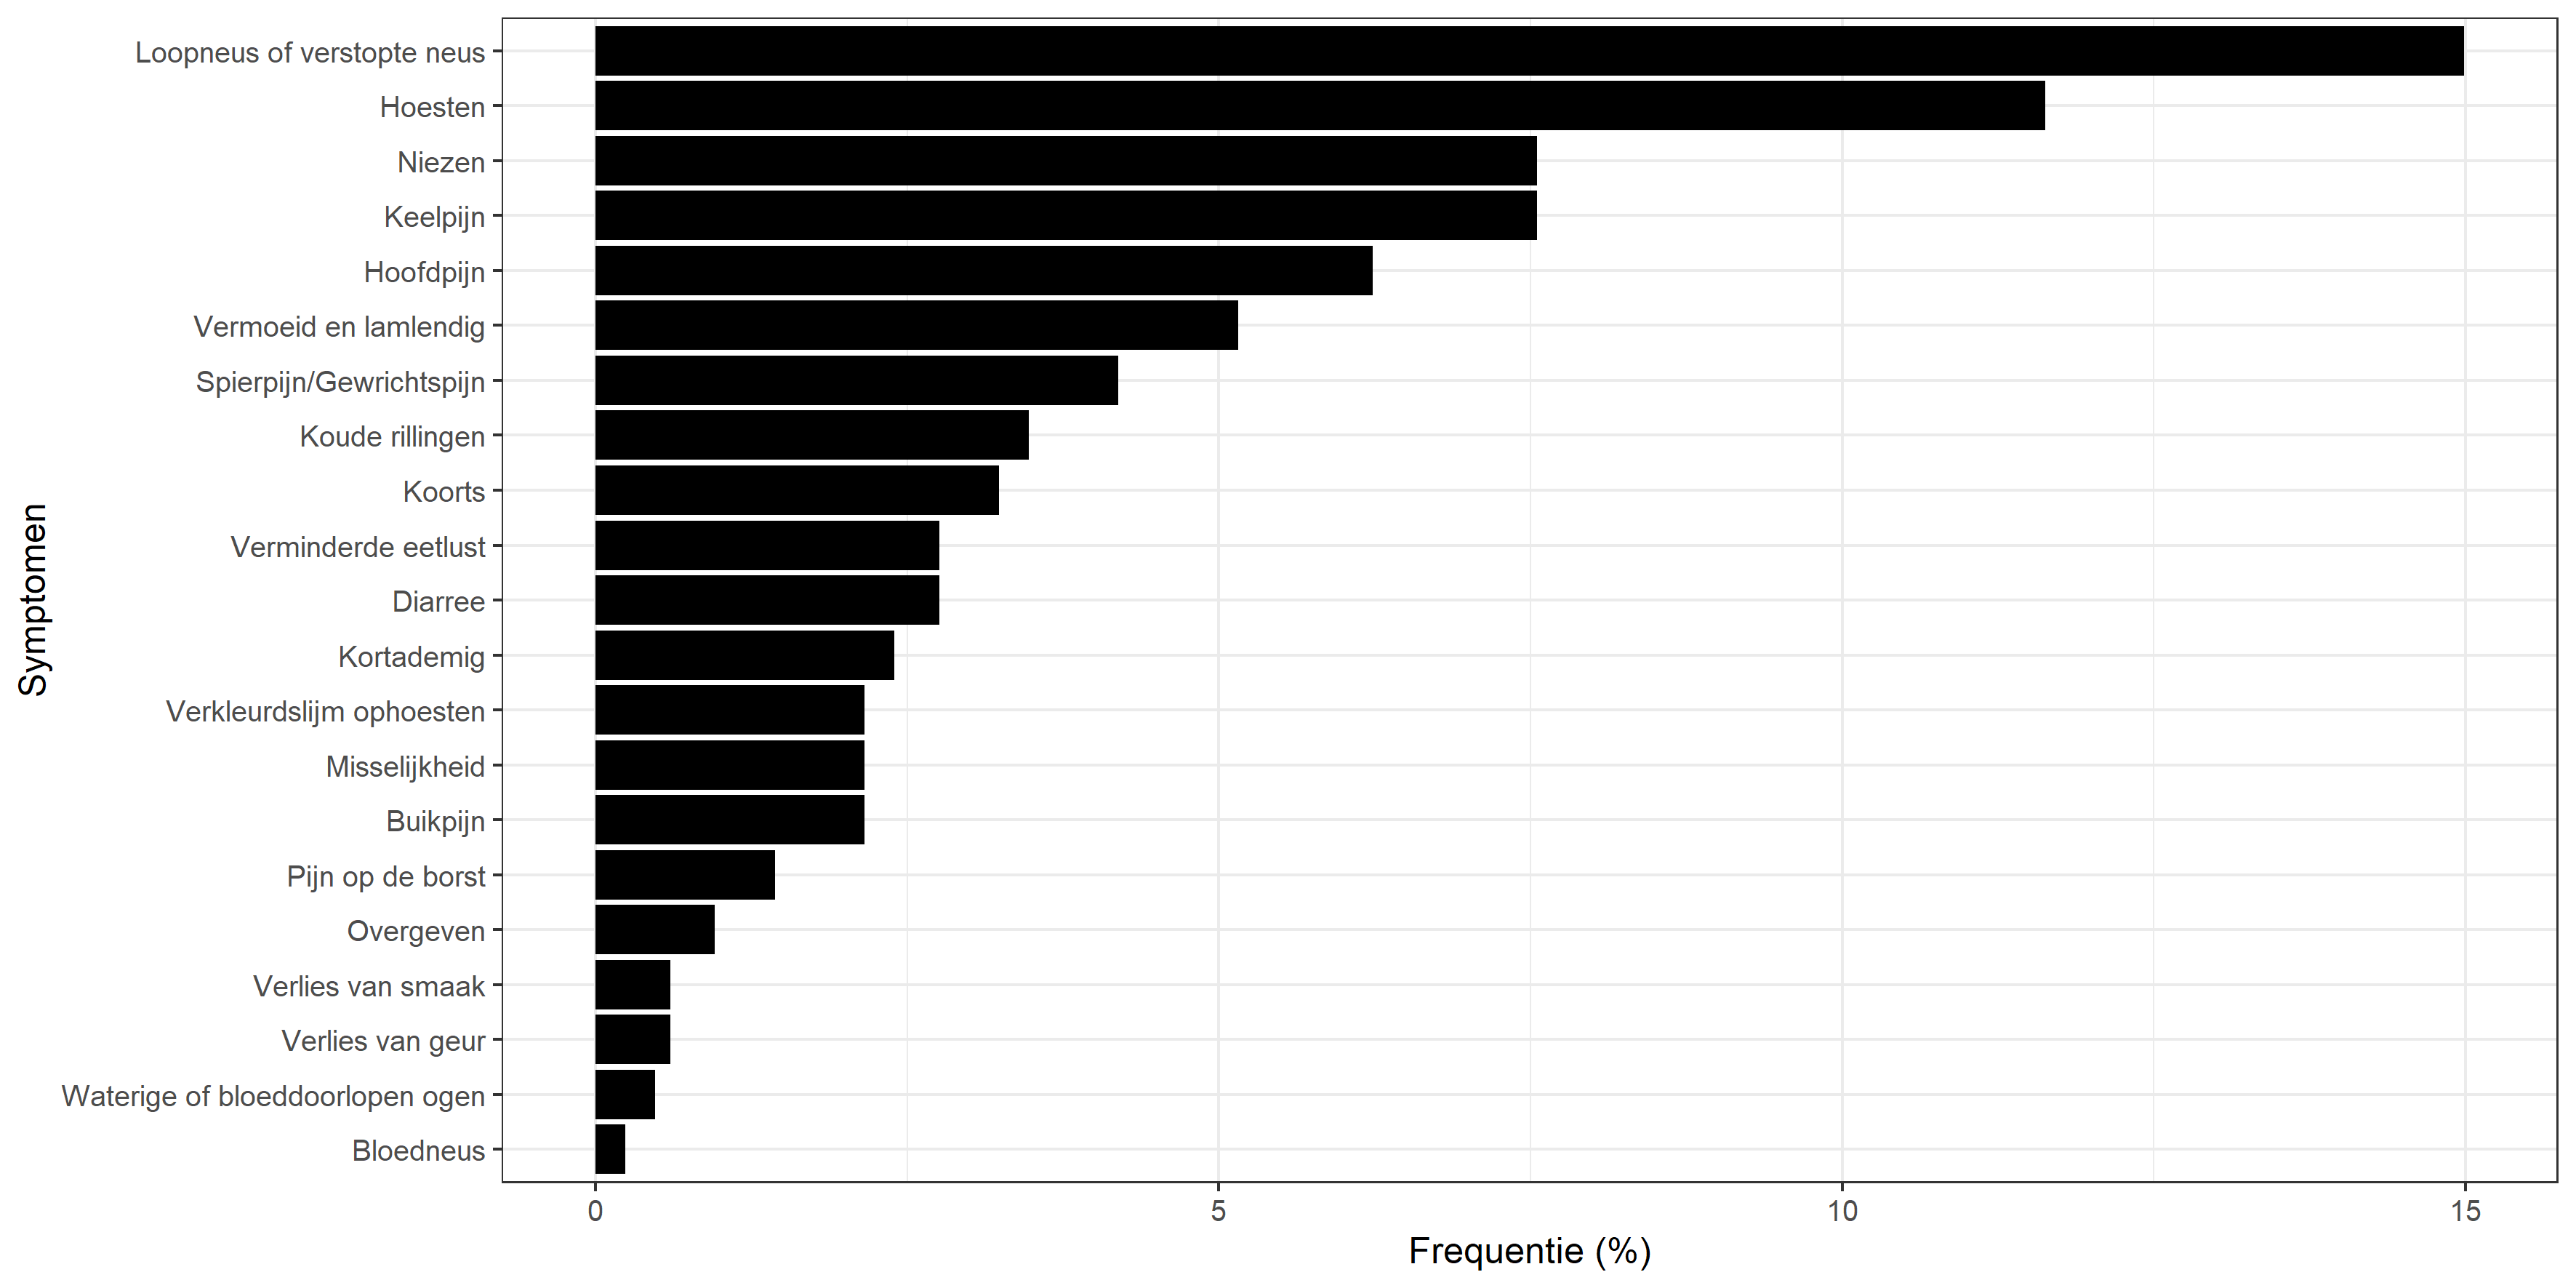 Loopneus of verstopte neus
Hoesten
Niezen
Keelpijn
Hoofdpijn
Vermoeid en lamlendig
Spierpijn/Gewrichtspijn
Koude rillingen
Koorts
Verminderde eetlust
Diarree
Kortademig
Verkleurdslijm ophoesten
Misselijkheid
Buikpijn
Pijn op de borst
Overgeven
Verlies van smaak
Verlies van geur
Waterige of bloeddoorlopen ogen
Bloedneus
Symptomen
0 5 10 15
Frequentie (%)